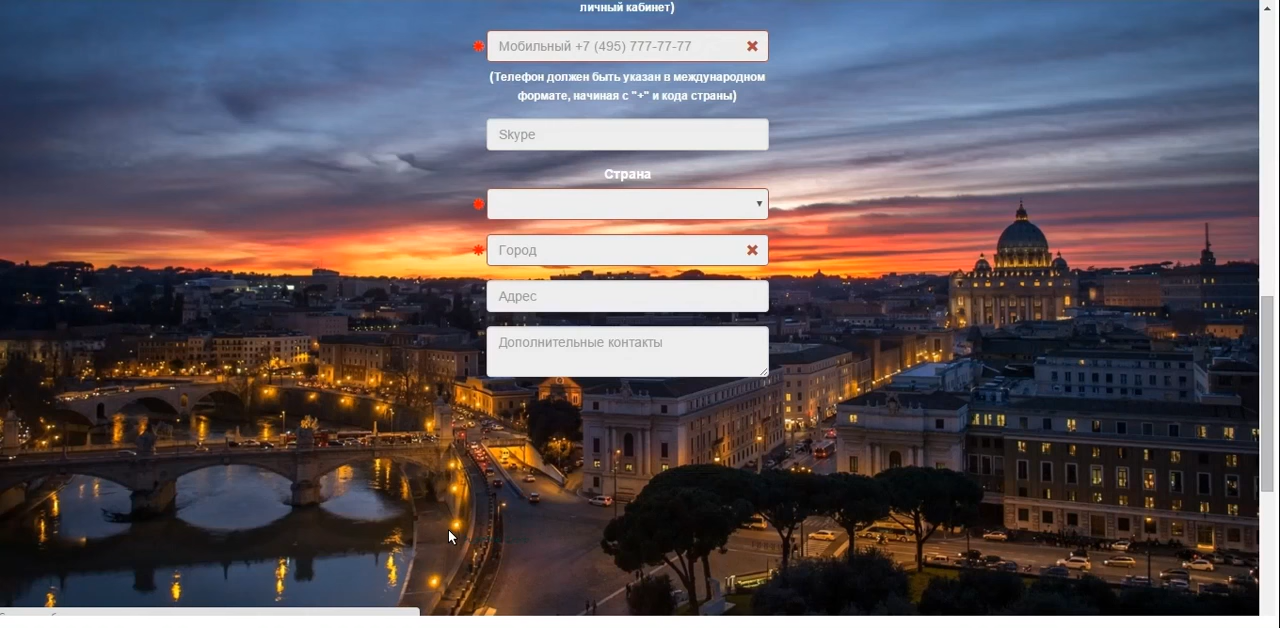 личный кабинет)
Мобильный +7 (495) 777-77-77
(Телефон должен быть указан в международном
формате, начиная с "+" и кода страны)
Skype
Страна
Город
Адрес
Дополнительные контакты